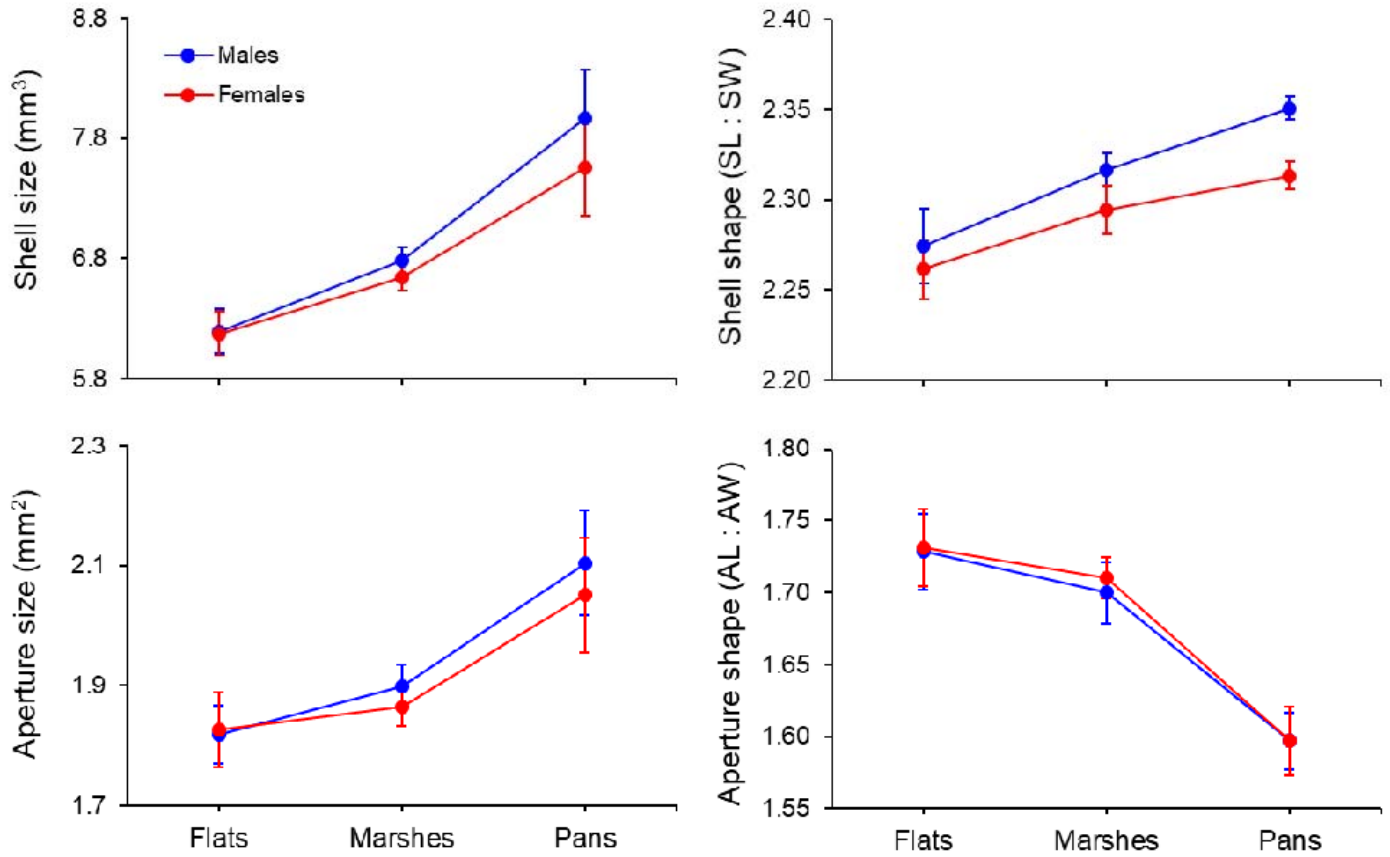 Shell size (mm³)
8.8
7.8
6.8
5.8
Males
Females
Shell shape (SL : SW)
2.40
2.35
2.30
2.25
2.20
Aperture size (mm²)
2.3
2.1
1.9
1.7
Flats Marshes Pans
Aperture shape (AL : AW)
1.80
1.75
1.70
1.65
1.60
1.55
Flats Marshes Pans